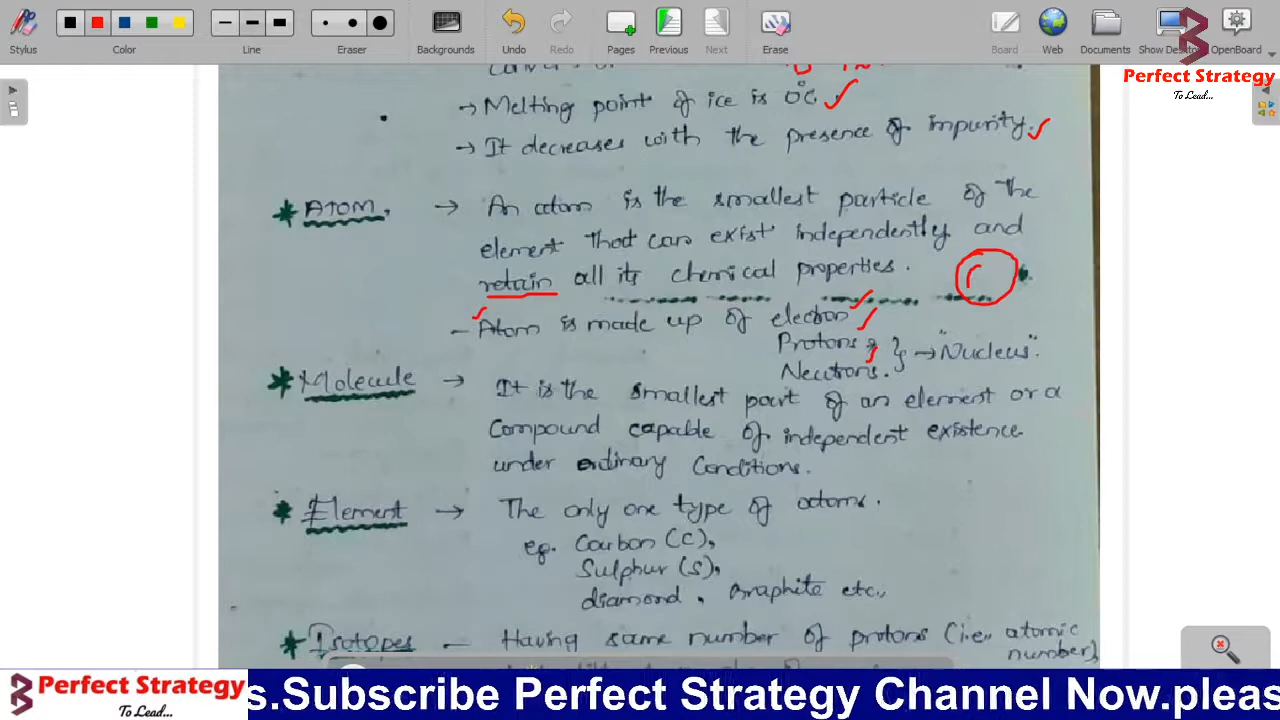 Stylus
Color
Line
Eraser
Backgrounds
Undo
Redo
Pages
Previous
Next
Erase
Board
Web
Documents
Show Desktop
OpenBoard
Perfect Strategy
To Lead...
→ Melting point of ice is 0°C.
→ It decreases with the presence of impurity.
* Atom, → An atom is the smallest particle of the
element that can exist independently and
retain all its chemical properties.
- Atom is made up of electron
Protons &
Neutrons. } → "Nucleus".
* Molecule → It is the smallest part of an element or a
Compound capable of independent existence
under ordinary Conditions.
* Element → The only one type of atoms.
eg. Carbon (C),
Sulphur (S),
diamond, Graphite etc.,
* Isotopes – Having same number of protons (i.e., atomic
number),
Perfect Strategy
To Lead...
s.Subscribe Perfect Strategy Channel Now.pleas